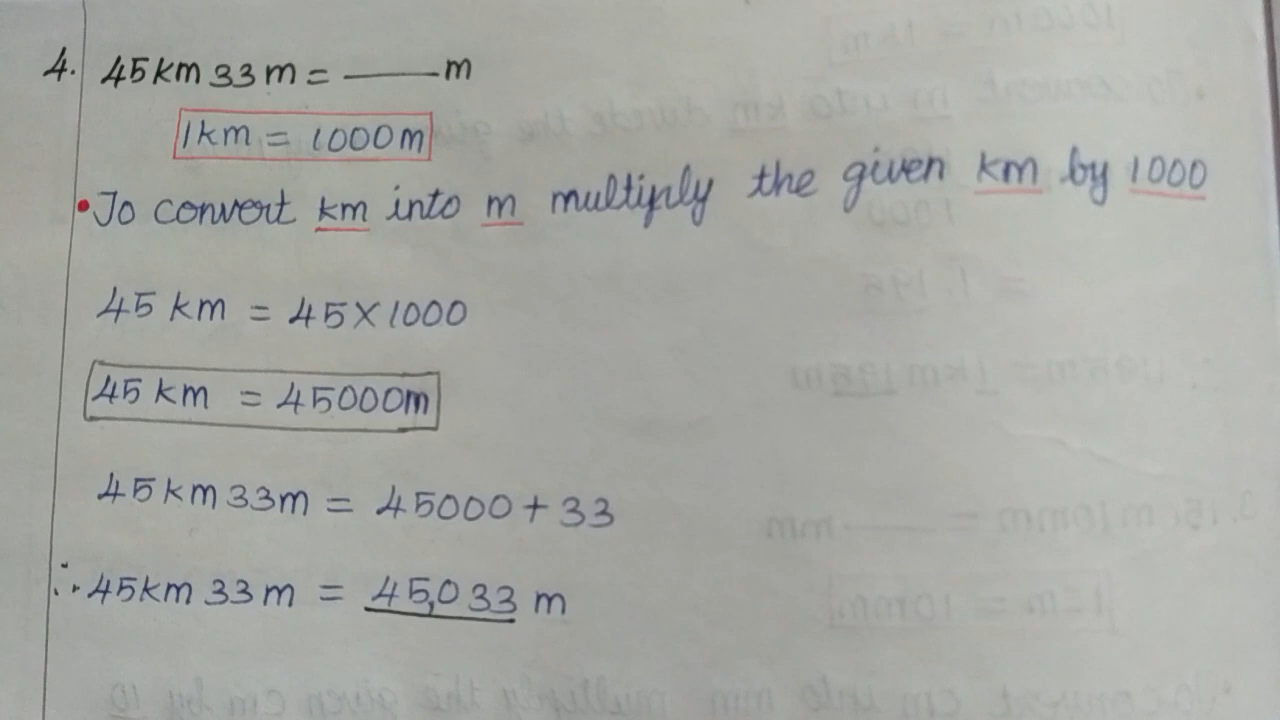 4. 45km 33m = ——m
1km = 1000m
•To convert km into m multiply the given km by 1000
45 km = 45×1000
45 km = 45000m
45km 33m = 45000+33
∴ 45km 33m = 45,033 m